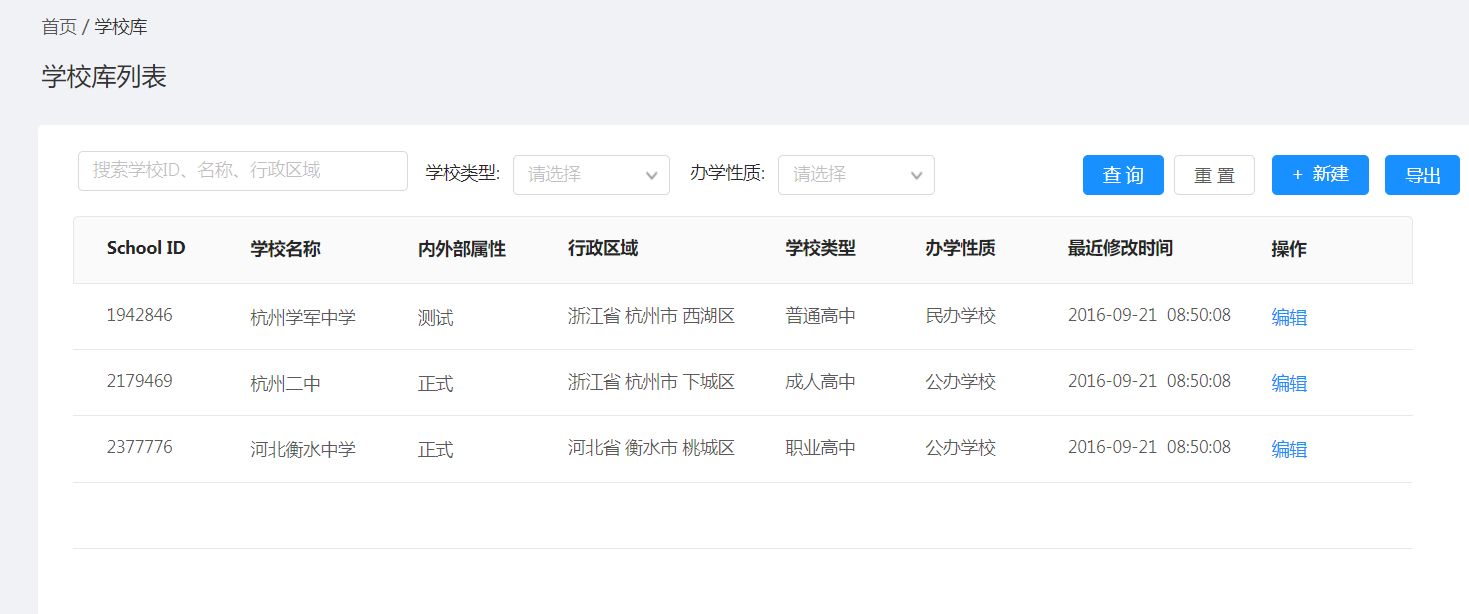 首页 / 学校库
学校库列表
搜索学校ID、名称、行政区域 学校类型: 请选择 办学性质: 请选择 查 询 重 置 + 新建 导出
School ID 学校名称 内外部属性 行政区域 学校类型 办学性质 最近修改时间 操作
1942846 杭州学军中学 测试 浙江省 杭州市 西湖区 普通高中 民办学校 2016-09-21 08:50:08 编辑
2179469 杭州二中 正式 浙江省 杭州市 下城区 成人高中 公办学校 2016-09-21 08:50:08 编辑
2377776 河北衡水中学 正式 河北省 衡水市 桃城区 职业高中 公办学校 2016-09-21 08:50:08 编辑